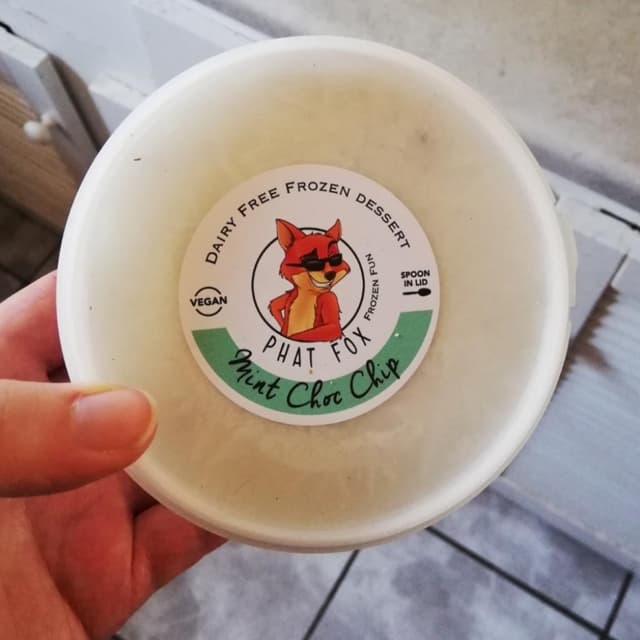 Dairy Free Frozen Dessert
VEGAN
SPOON
IN LID
Frozen Fun
PHAT FOX
Mint Choc Chip